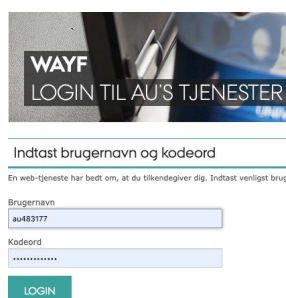 WAYF
LOGIN TIL AU'S TJENESTER
Indtast brugernavn og kodeord
En web-tjeneste har bedt om, at du tilkendegiver dig. Indtast venligst
Brugernavn
au483177
Kodeord
•••••••••••••
LOGIN